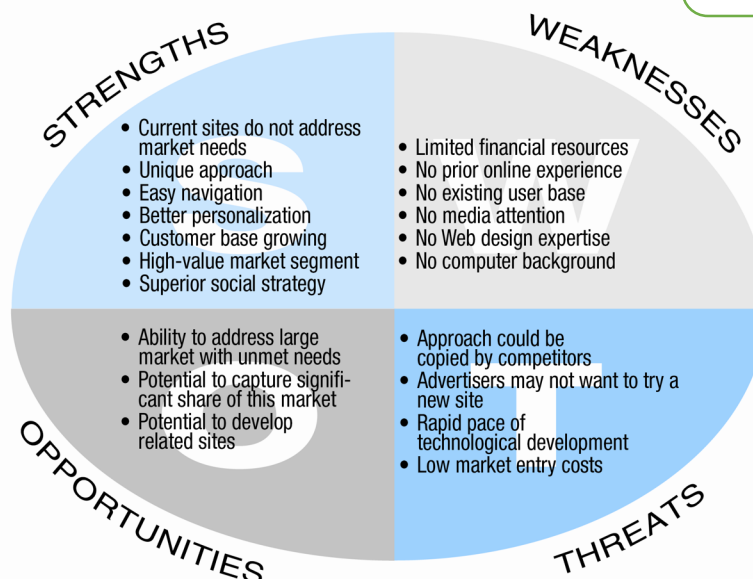 STRENGTHS
S
• Current sites do not address
market needs
• Unique approach
• Easy navigation
• Better personalization
• Customer base growing
• High-value market segment
• Superior social strategy
WEAKNESSES
W
• Limited financial resources
• No prior online experience
• No existing user base
• No media attention
• No Web design expertise
• No computer background
OPPORTUNITIES
O
• Ability to address large
market with unmet needs
• Potential to capture signifi-
cant share of this market
• Potential to develop
related sites
THREATS
T
• Approach could be
copied by competitors
• Advertisers may not want to try a
new site
• Rapid pace of
technological development
• Low market entry costs